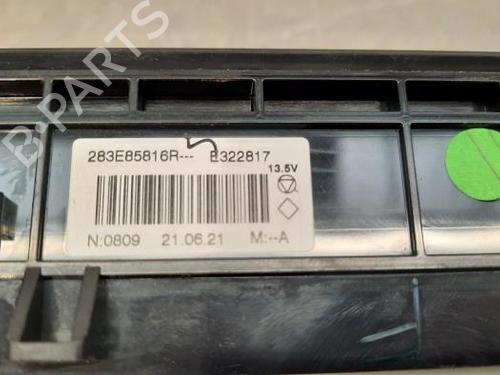 B-PARTS
283E85816R--- E322817
13.5V
N:0809 21.06.21 M:--A